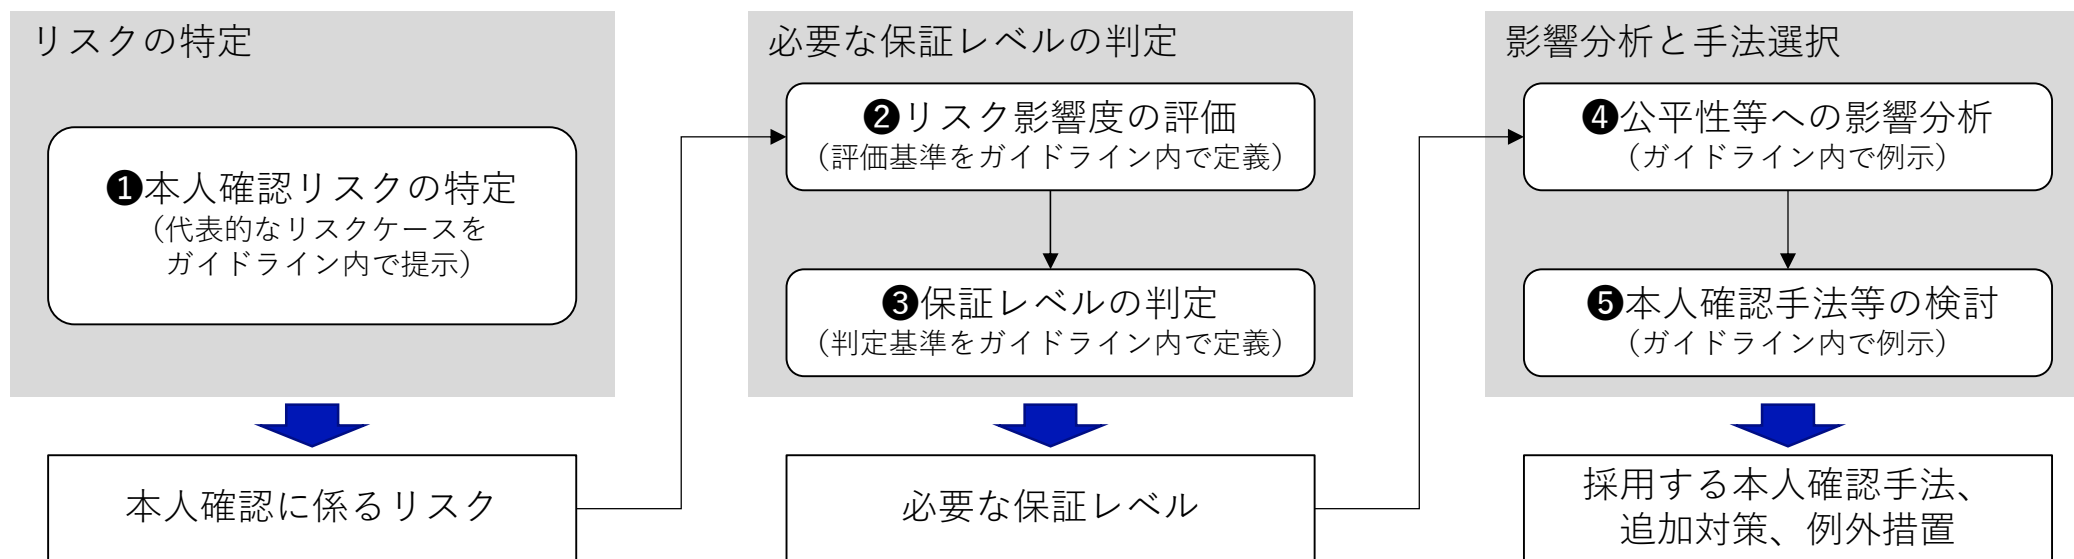 リスクの特定
❶本人確認リスクの特定
（代表的なリスクケースを
ガイドライン内で提示）
本人確認に係るリスク
必要な保証レベルの判定
❷リスク影響度の評価
（評価基準をガイドライン内で定義）
❸保証レベルの判定
（判定基準をガイドライン内で定義）
必要な保証レベル
影響分析と手法選択
❹公平性等への影響分析
（ガイドライン内で例示）
❺本人確認手法等の検討
（ガイドライン内で例示）
採用する本人確認手法、
追加対策、例外措置